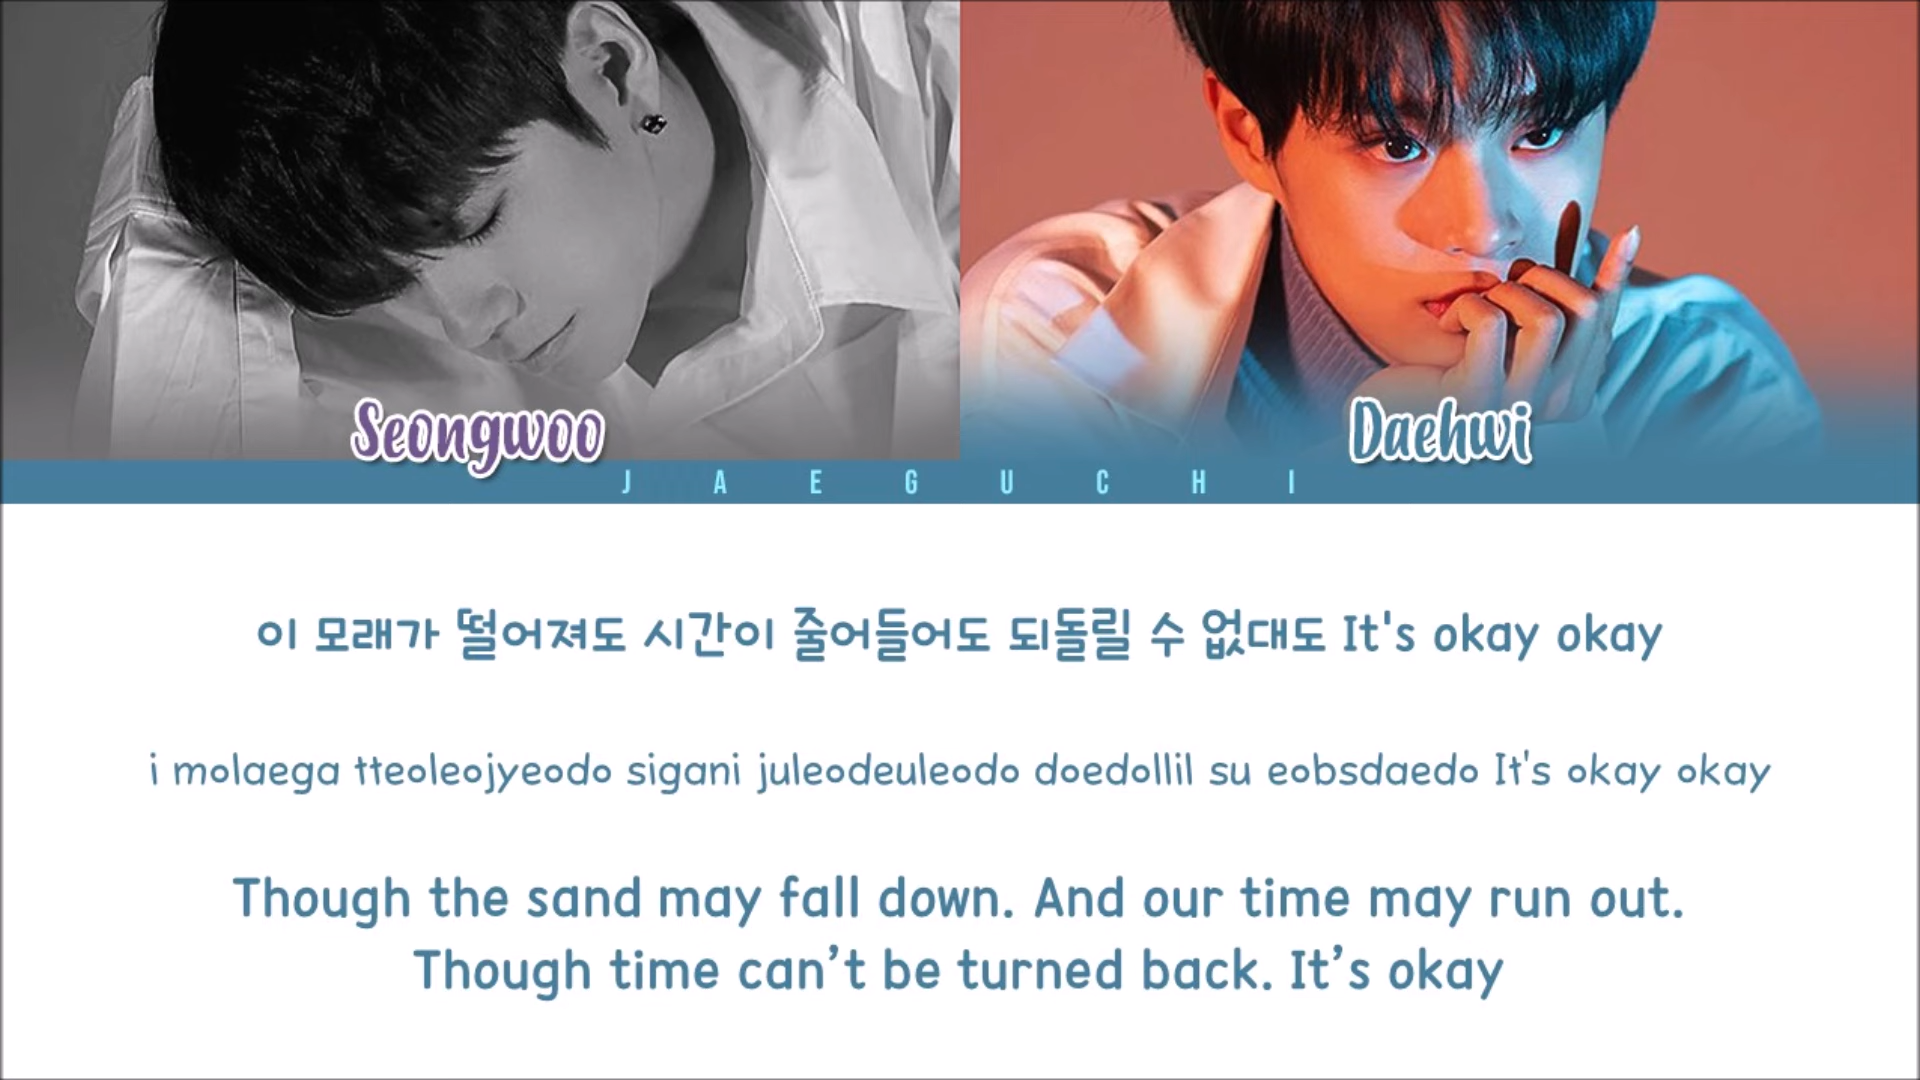 Seongwoo
Daehwi
JAEGUCHI
이 모래가 떨어져도 시간이 줄어들어도 되돌릴 수 없대도 It's okay okay
i molaega tteoleojyeodo sigani juleodeuleodo doedollil su eobsdaedo It's okay okay
Though the sand may fall down. And our time may run out.
Though time can’t be turned back. It’s okay